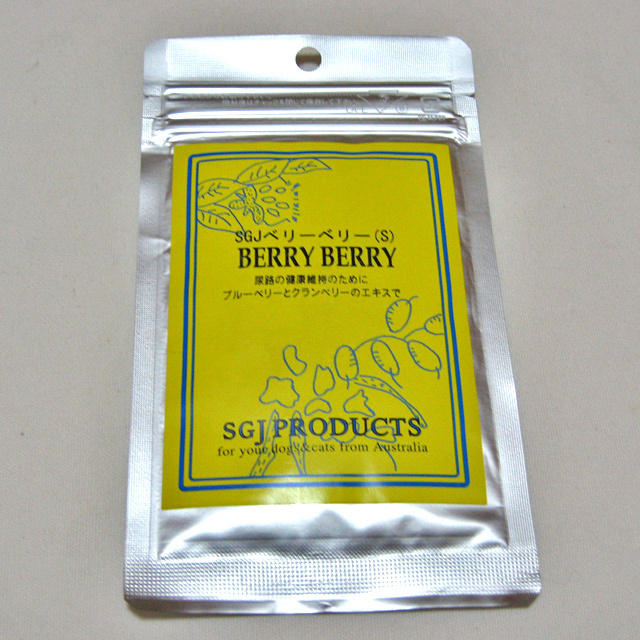 SGJベリーベリー(S)
BERRY BERRY
尿路の健康維持のために
ブルーベリーとクランベリーのエキスで
SGJ PRODUCTS
for your dogs&cats from Australia